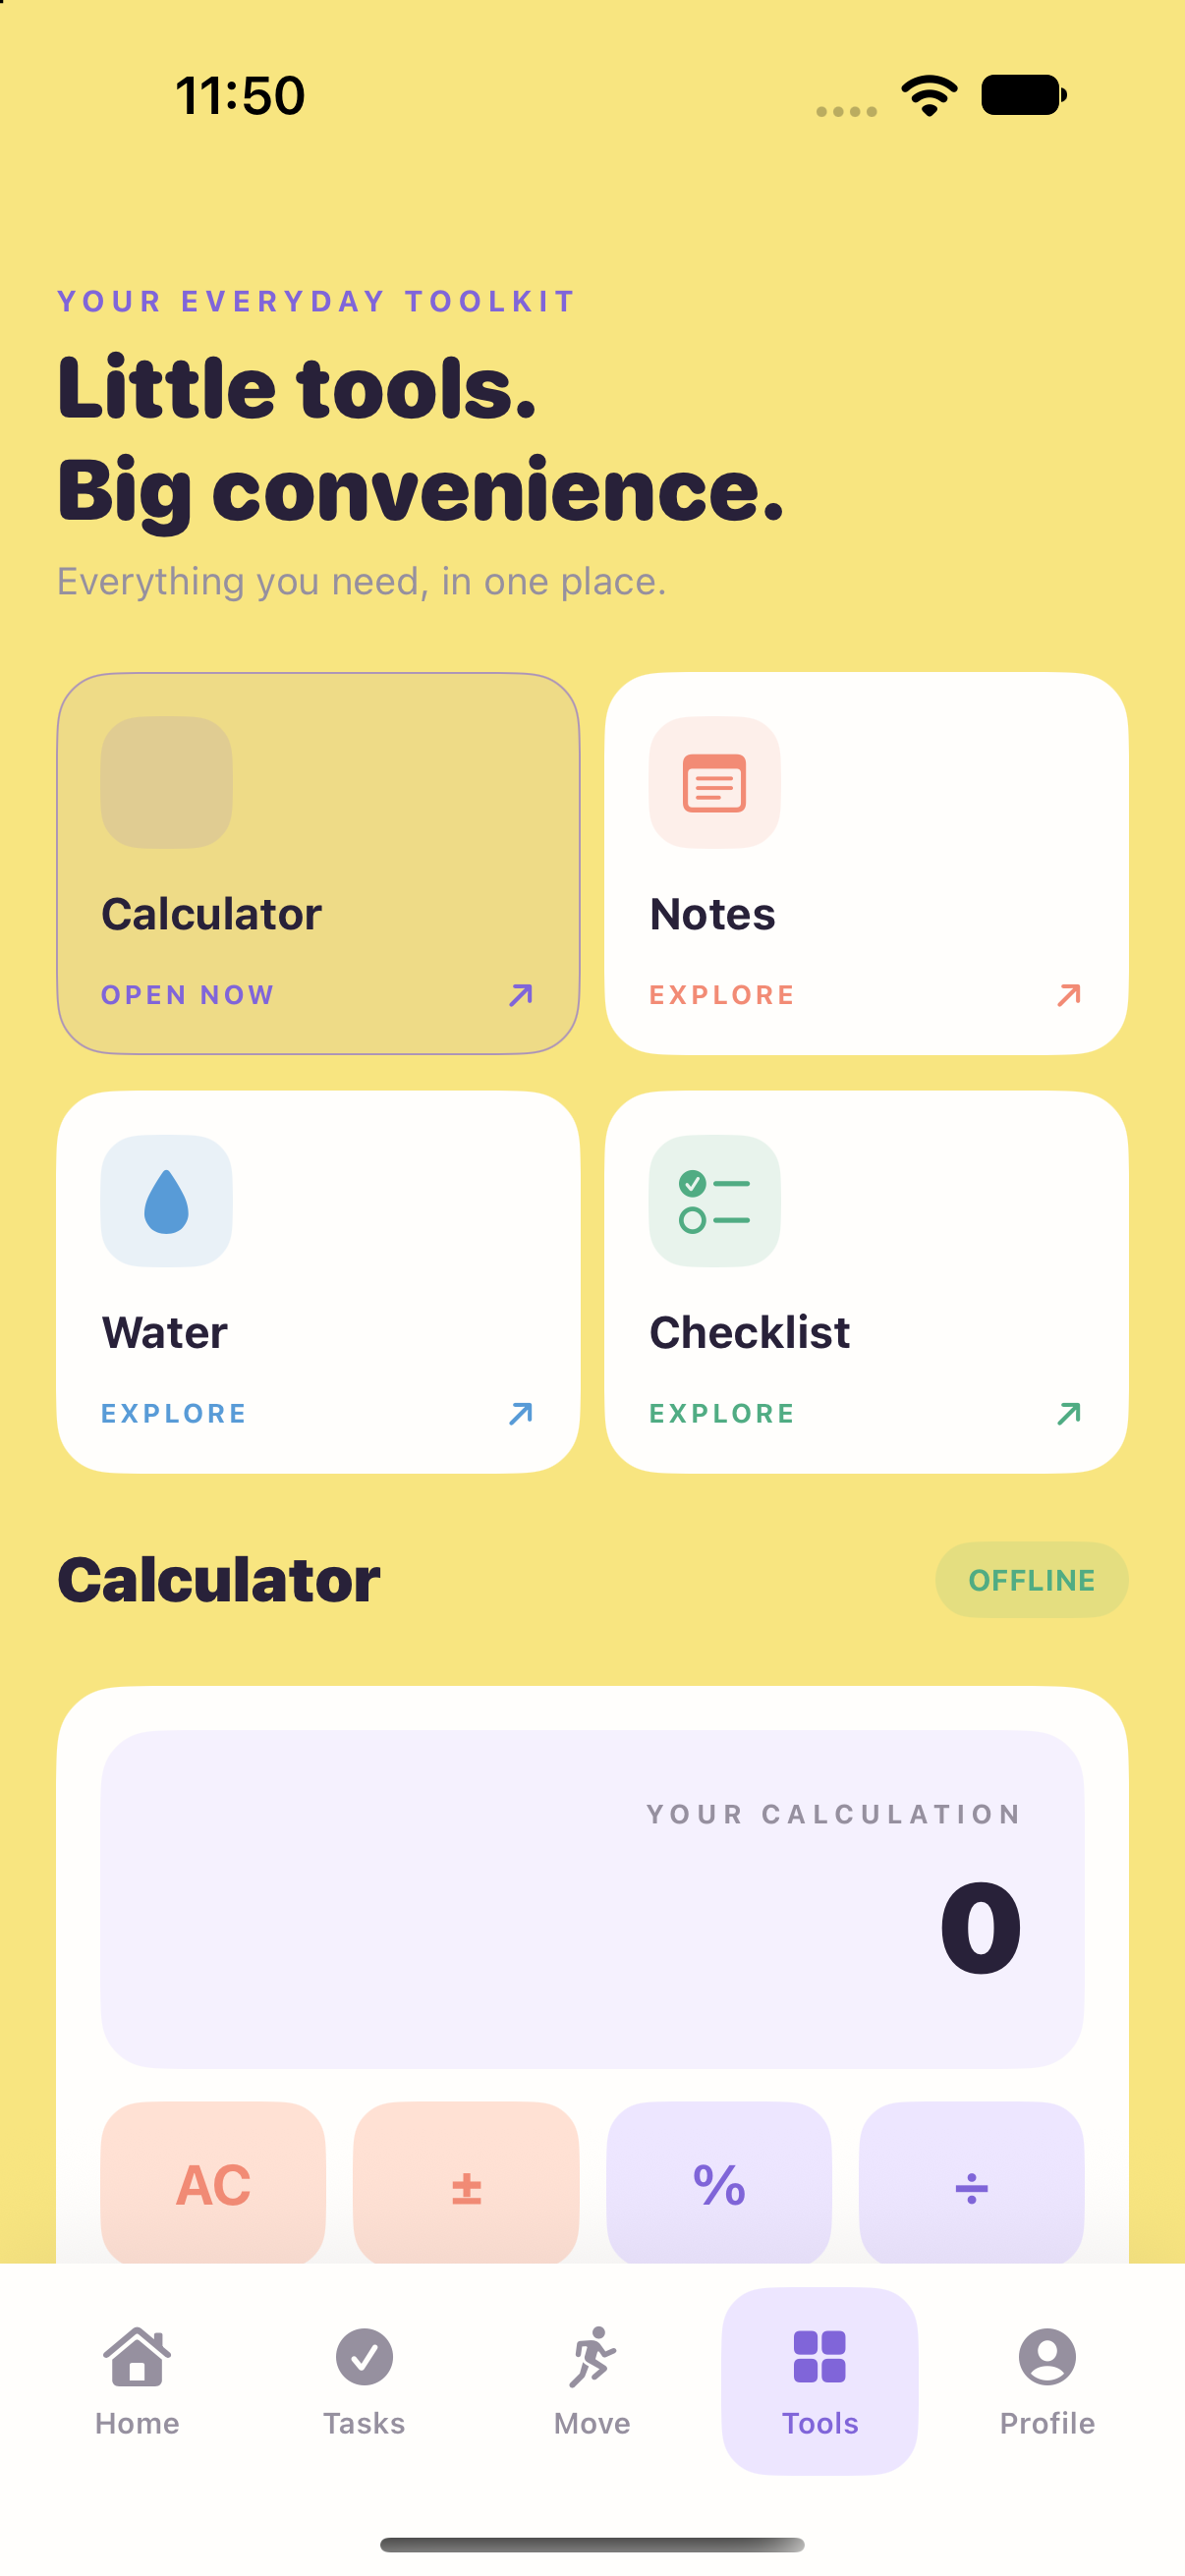 11:50
YOUR EVERYDAY TOOLKIT
Little tools.
Big convenience.
Everything you need, in one place.
Calculator
OPEN NOW
Notes
EXPLORE
Water
EXPLORE
Checklist
EXPLORE
Calculator
OFFLINE
YOUR CALCULATION
0
AC ± % ÷
Home Tasks Move Tools Profile